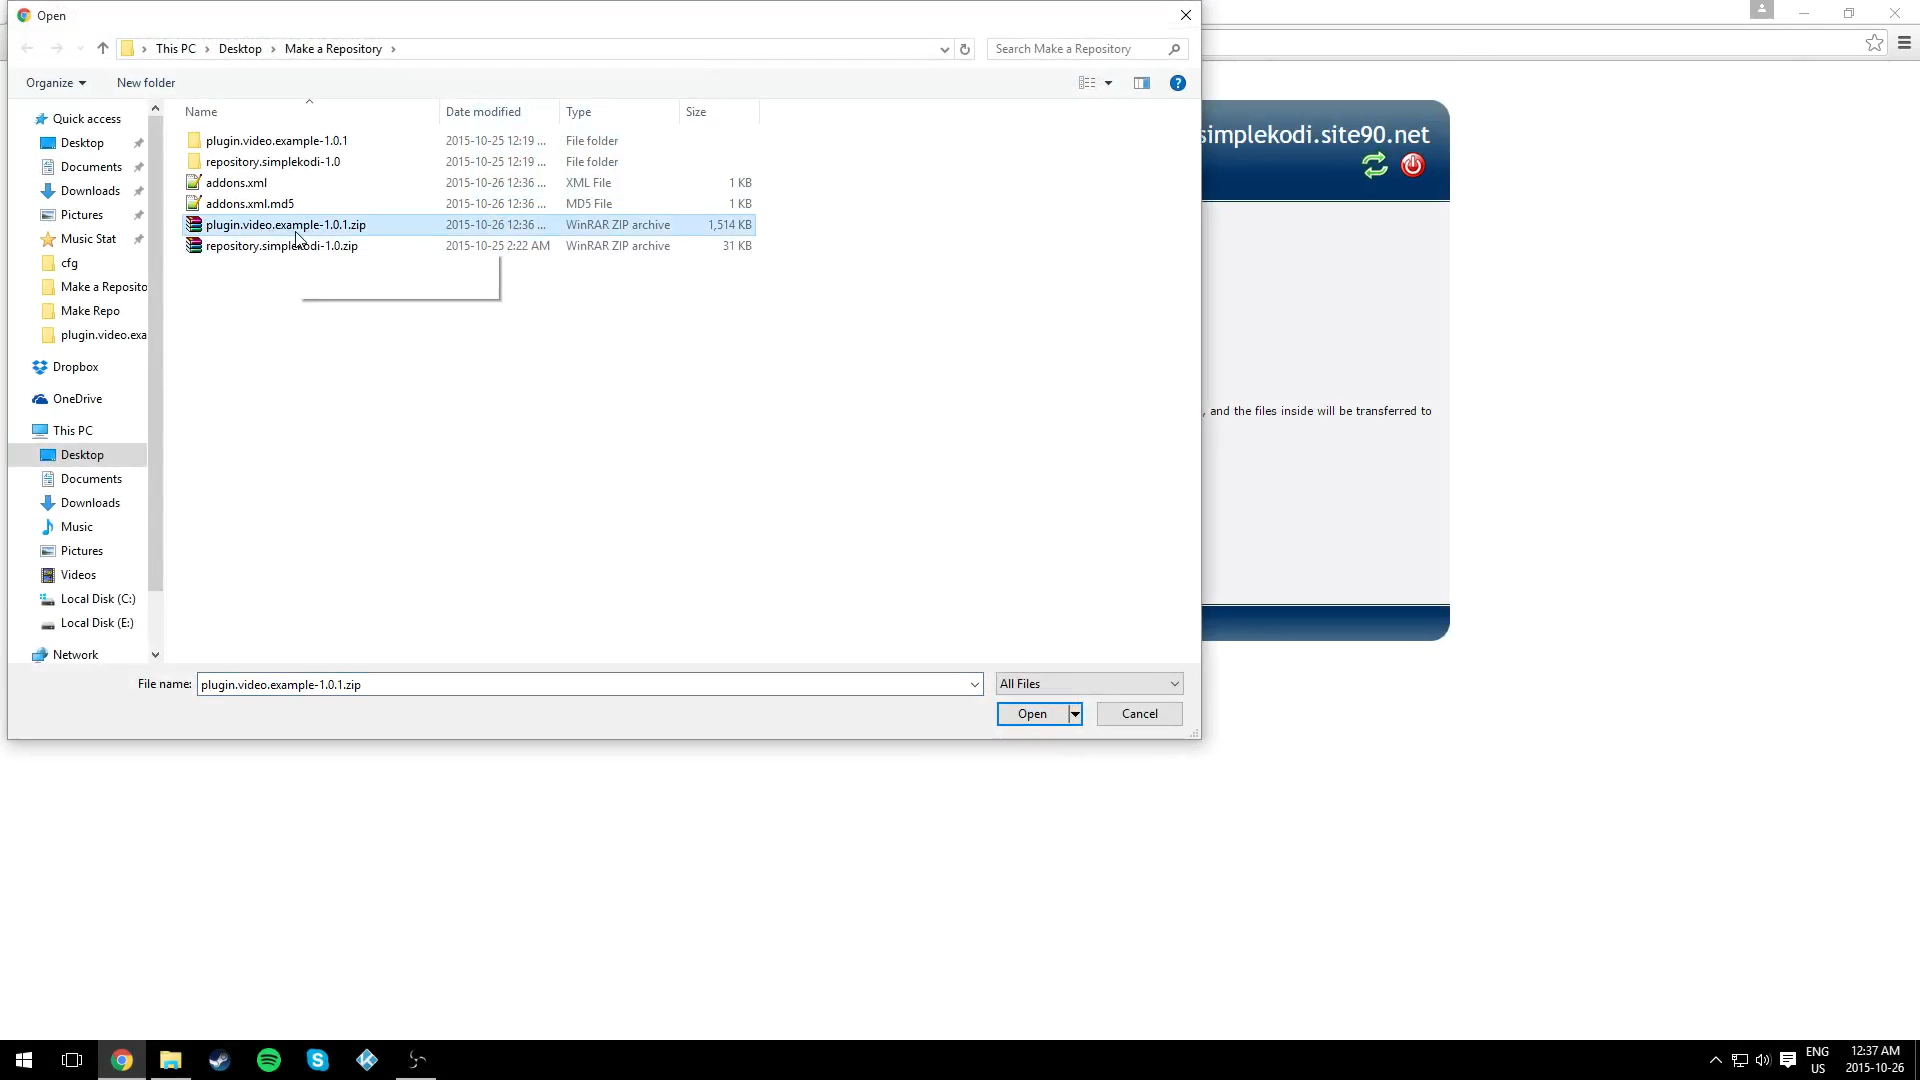 Open
This PC > Desktop > Make a Repository >
Search Make a Repository
Organize
New folder
Name
Date modified
Type
Size
plugin.video.example-1.0.1 2015-10-25 12:19 ... File folder
repository.simplekodi-1.0 2015-10-25 12:19 ... File folder
addons.xml 2015-10-26 12:36 ... XML File 1 KB
addons.xml.md5 2015-10-26 12:36 ... MD5 File 1 KB
plugin.video.example-1.0.1.zip 2015-10-26 12:36 ... WinRAR ZIP archive 1,514 KB
repository.simplekodi-1.0.zip 2015-10-25 2:22 AM WinRAR ZIP archive 31 KB
Quick access
Desktop
Documents
Downloads
Pictures
Music Stat
cfg
Make a Reposito
Make Repo
plugin.video.exa
Dropbox
OneDrive
This PC
Desktop
Documents
Downloads
Music
Pictures
Videos
Local Disk (C:)
Local Disk (E:)
Network
File name: plugin.video.example-1.0.1.zip
All Files
Open
Cancel
simplekodi.site90.net
, and the files inside will be transferred to
ENG
US
12:37 AM
2015-10-26